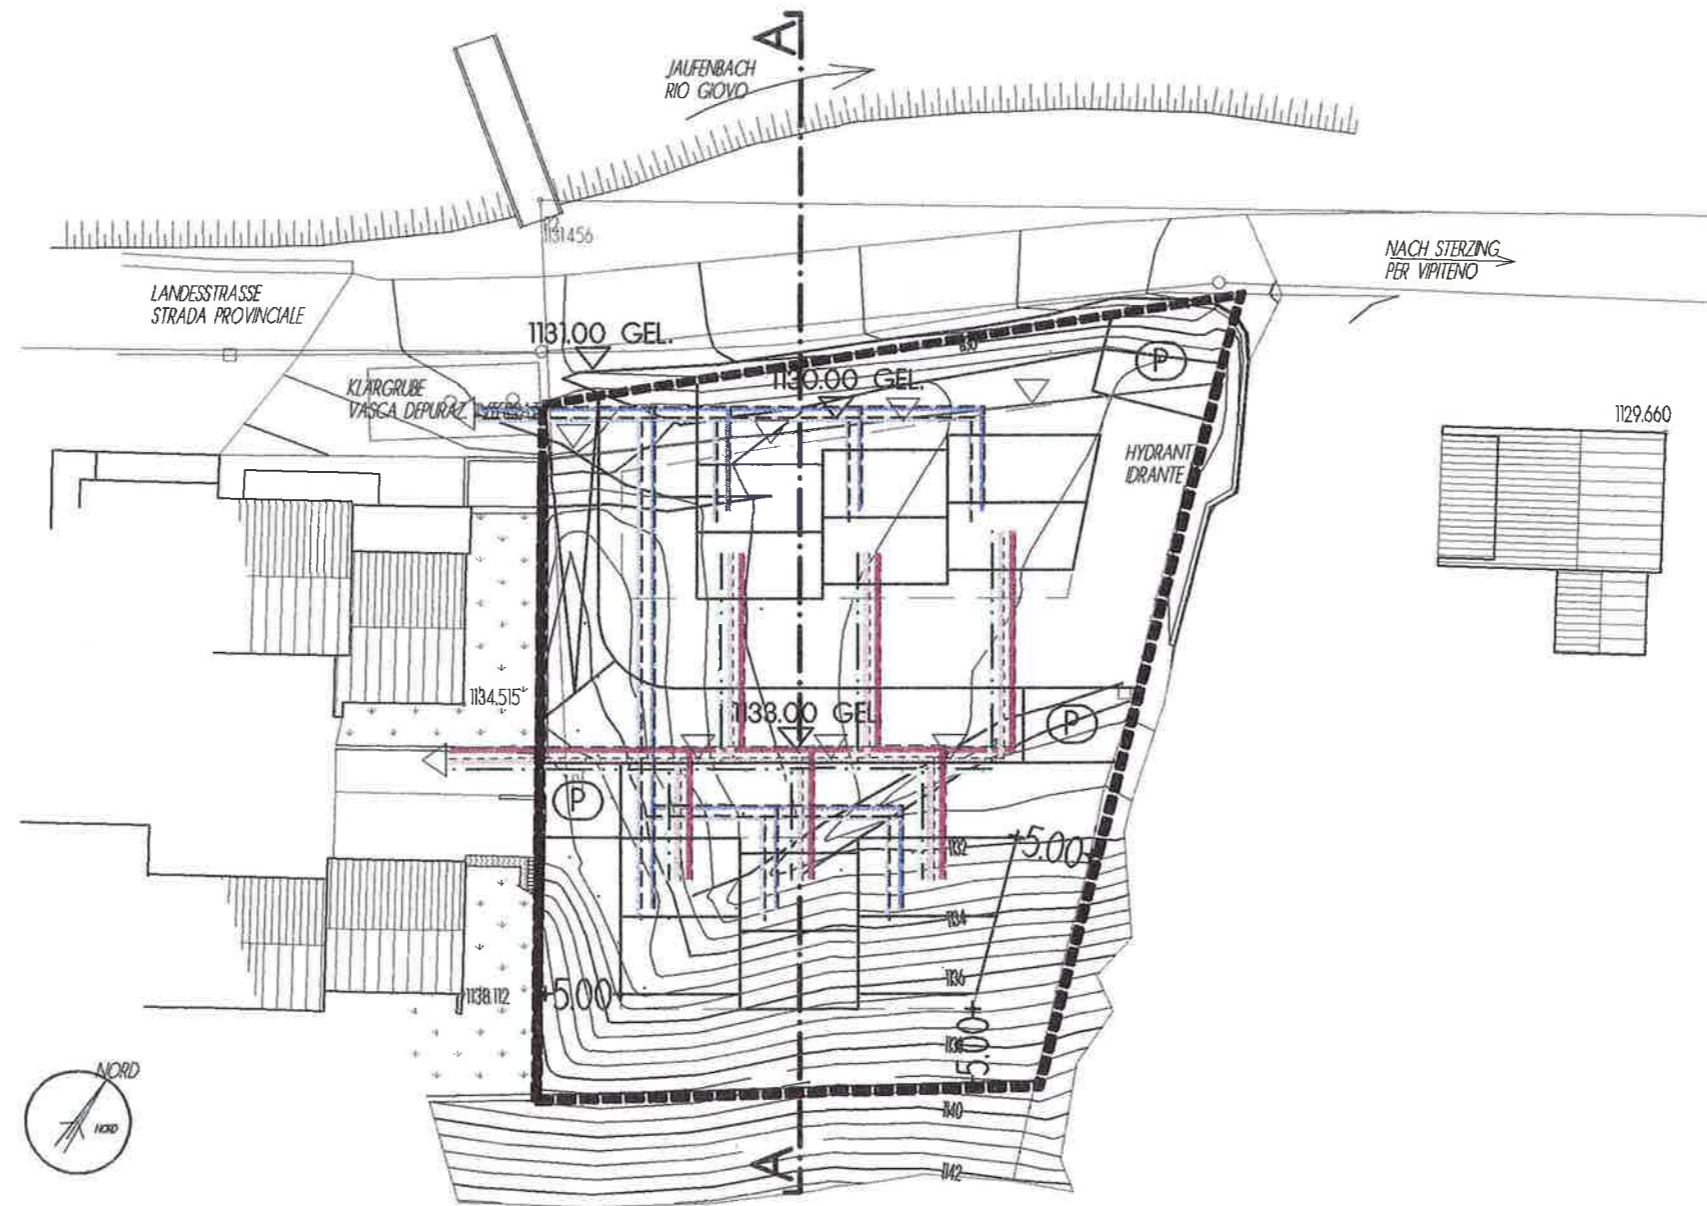 A
JAUFENBACH
RIO GIOVO
1131.456
NACH STERZING
PER VIPITENO
LANDESSTRASSE
STRADA PROVINCIALE
1131.00 GEL.
1130
P
KLÄRGRUBE
VASCA DEPURAZ.
1130.00 GEL.
1129.660
HYDRANT
IDRANTE
1134.515
1133.00 GEL.
P
P
1132
5.00
1134
1136
1138.112
5.00
1138
5.00
NORD
NORD
1140
A
1142